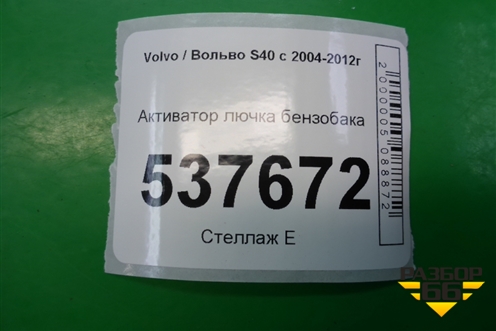 Volvo / Вольво S40 с 2004-2012г
Активатор лючка бензобака
537672
Стеллаж Е
2000005088872
РАЗБОР
66